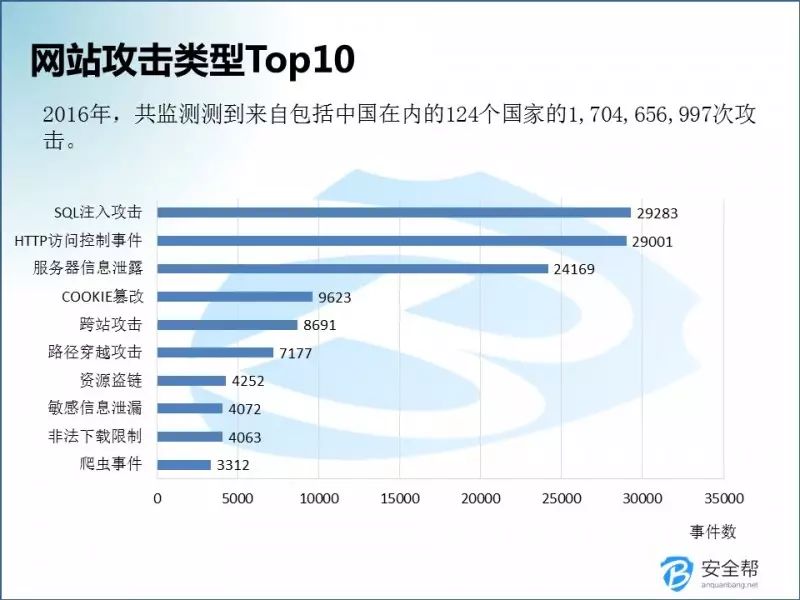 网站攻击类型Top10
2016年，共监测测到来自包括中国在内的124个国家的1,704,656,997次攻
击。
SQL注入攻击 29283
HTTP访问控制事件 29001
服务器信息泄露 24169
COOKIE篡改 9623
跨站攻击 8691
路径穿越攻击 7177
资源盗链 4252
敏感信息泄漏 4072
非法下载限制 4063
爬虫事件 3312
0 5000 10000 15000 20000 25000 30000 35000
事件数
安全帮
anquanbang.net